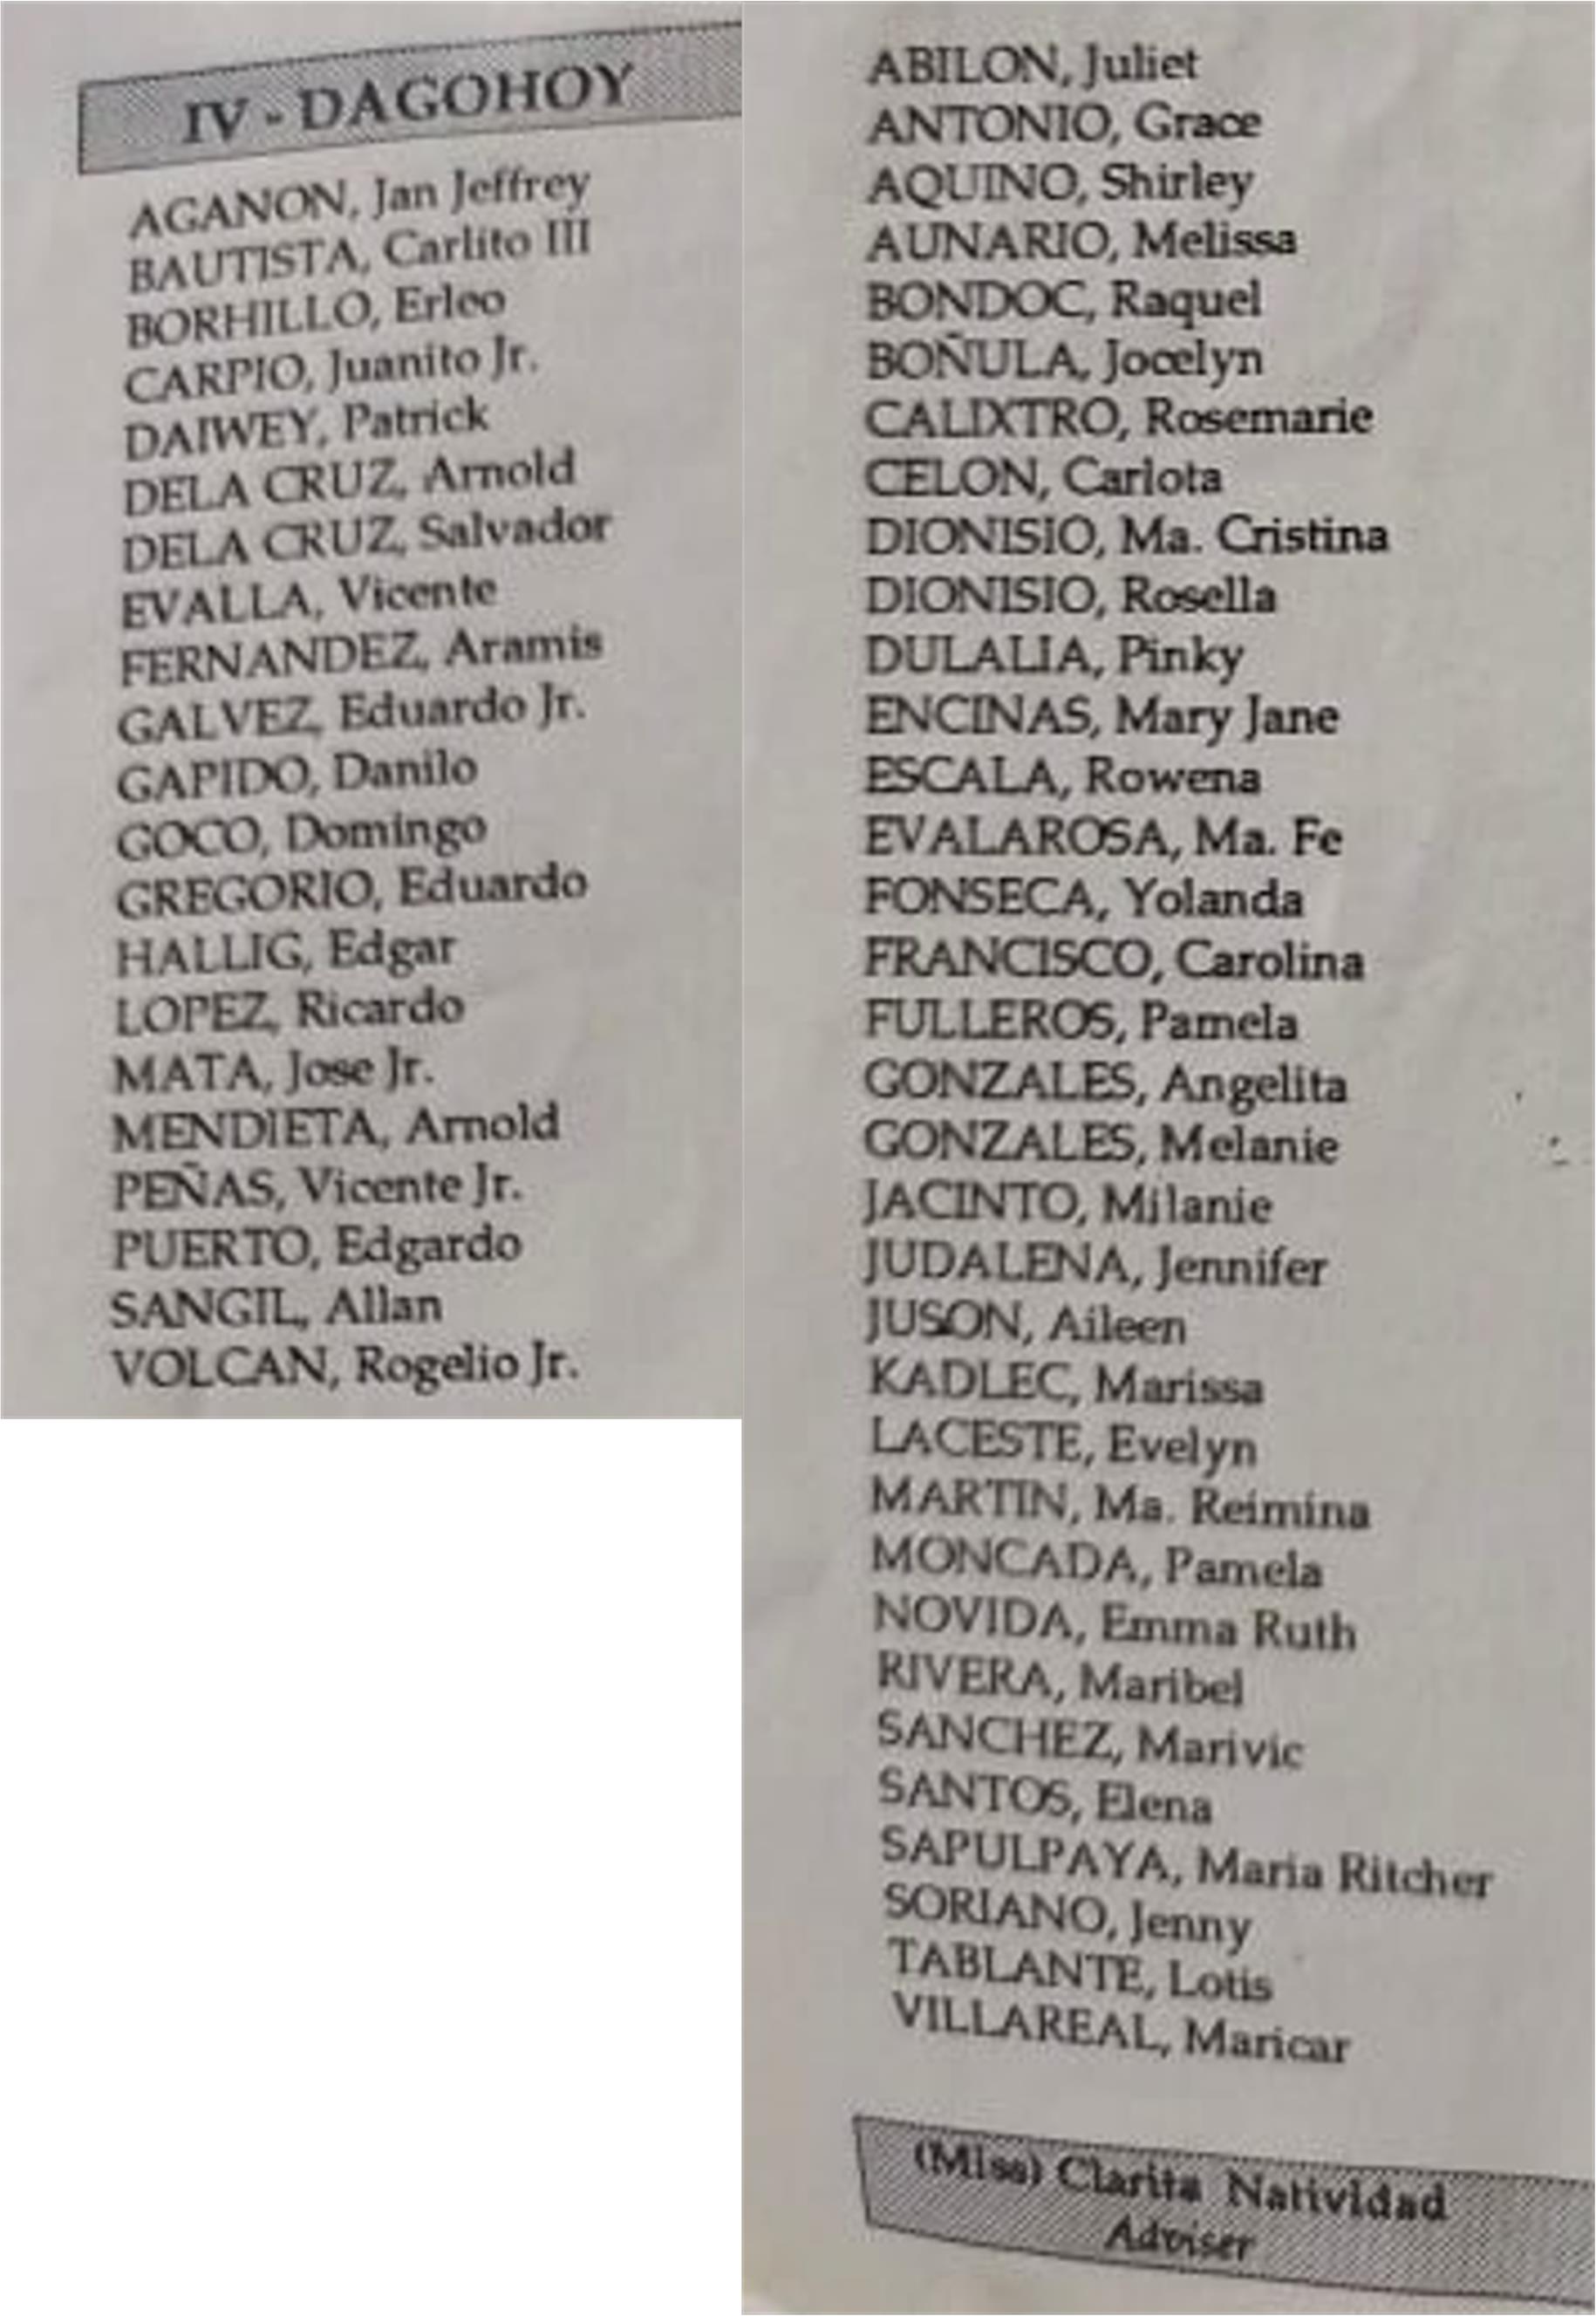 IV - DAGOHOY
AGANON, Jan Jeffrey
BAUTISTA, Carlito III
BORHILLO, Erleo
CARPIO, Juanito Jr.
DAIWEY, Patrick
DELA CRUZ, Arnold
DELA CRUZ, Salvador
EVALLA, Vicente
FERNANDEZ, Aramis
GALVEZ, Eduardo Jr.
GAPIDO, Danilo
GOCO, Domingo
GREGORIO, Eduardo
HALLIG, Edgar
LOPEZ, Ricardo
MATA, Jose Jr.
MENDIETA, Arnold
PEÑAS, Vicente Jr.
PUERTO, Edgardo
SANGIL, Allan
VOLCAN, Rogelio Jr.
ABILON, Juliet
ANTONIO, Grace
AQUINO, Shirley
AUNARIO, Melissa
BONDOC, Raquel
BOÑULA, Jocelyn
CALIXTRO, Rosemarie
CELON, Carlota
DIONISIO, Ma. Cristina
DIONISIO, Rosella
DULALIA, Pinky
ENCINAS, Mary Jane
ESCALA, Rowena
EVALAROSA, Ma. Fe
FONSECA, Yolanda
FRANCISCO, Carolina
FULLEROS, Pamela
GONZALES, Angelita
GONZALES, Melanie
JACINTO, Milanie
JUDALENA, Jennifer
JUSON, Aileen
KADLEC, Marissa
LACESTE, Evelyn
MARTIN, Ma. Reimina
MONCADA, Pamela
NOVIDA, Emma Ruth
RIVERA, Maribel
SANCHEZ, Marivic
SANTOS, Elena
SAPULPAYA, Maria Ritcher
SORIANO, Jenny
TABLANTE, Lotis
VILLAREAL, Maricar
(Miss) Clarita Natividad
Adviser